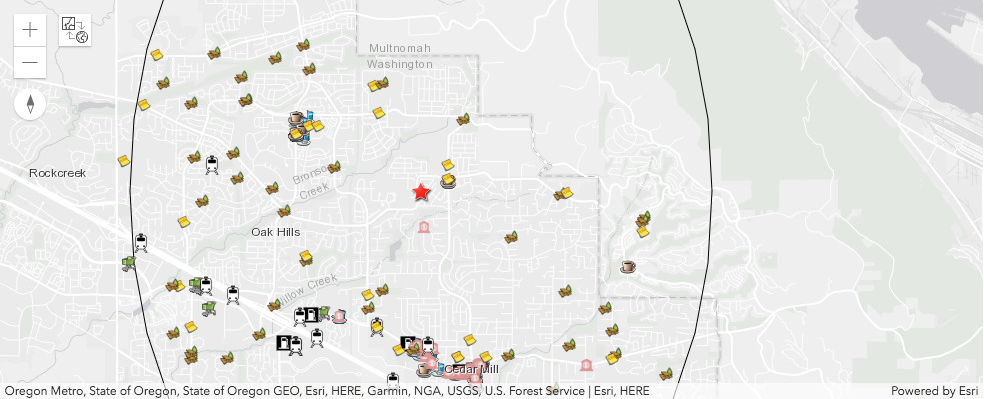 Multnomah
Washington
Rockcreek
Bronson
Creek
Oak Hills
Willow Creek
Cedar Mill
Oregon Metro, State of Oregon, State of Oregon GEO, Esri, HERE, Garmin, NGA, USGS, U.S. Forest Service | Esri, HERE
Powered by Esri